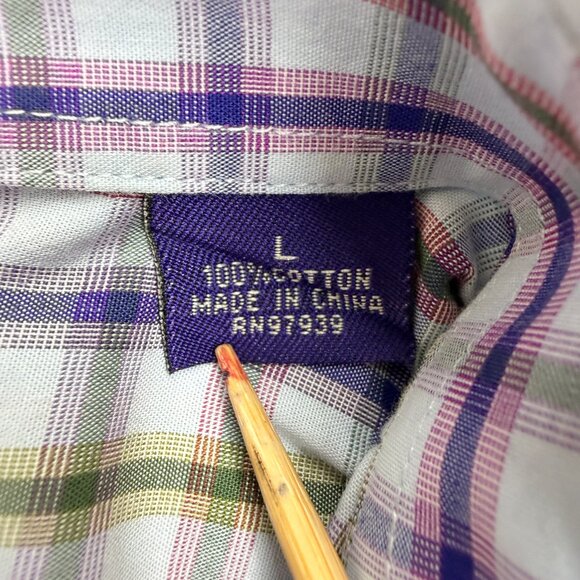 L
100% COTTON
MADE IN CHINA
RN97939